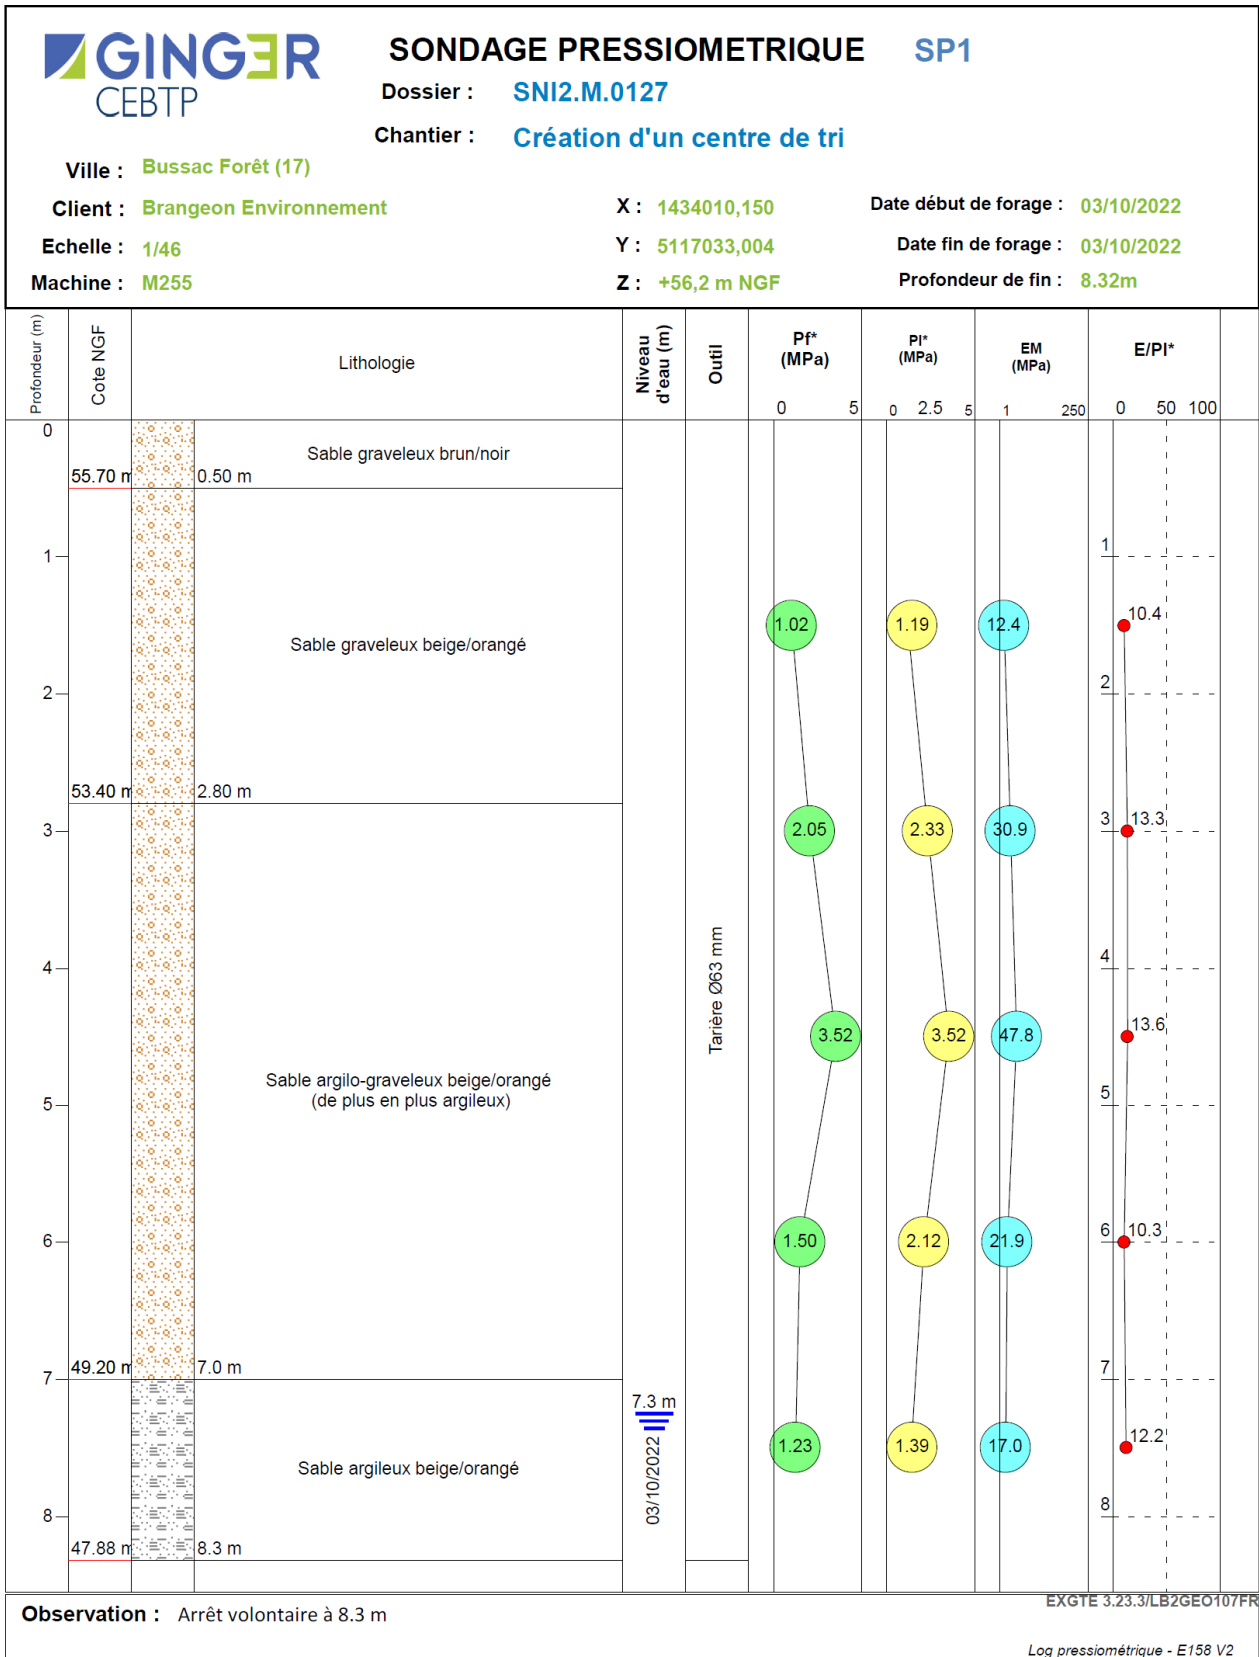 GINGER
CEBTP
SONDAGE PRESSIOMETRIQUE SP1
Dossier : SNI2.M.0127
Chantier : Création d'un centre de tri
Ville : Bussac Forêt (17)
Client : Brangeon Environnement
X : 1434010,150
Date début de forage : 03/10/2022
Echelle : 1/46
Y : 5117033,004
Date fin de forage : 03/10/2022
Machine : M255
Z : +56,2 m NGF
Profondeur de fin : 8.32m
Profondeur (m)
Cote NGF
Lithologie
Niveau
d'eau (m)
Outil
Pf*
(MPa)
0 5
Pl*
(MPa)
0 2.5 5
EM
(MPa)
1 250
E/Pl*
0 50 100
0
Sable graveleux brun/noir
55.70 m 0.50 m
1 1
1.02 1.19 12.4 10.4
Sable graveleux beige/orangé
2 2
53.40 m 2.80 m
3 2.05 2.33 30.9 3 13.3
4 4
Tarière Ø63 mm
3.52 3.52 47.8 13.6
Sable argilo-graveleux beige/orangé
(de plus en plus argileux)
5 5
6 1.50 2.12 21.9 6 10.3
49.20 m 7.0 m
7 7
7.3 m
03/10/2022
1.23 1.39 17.0 12.2
Sable argileux beige/orangé
8 8
47.88 m 8.3 m
Observation : Arrêt volontaire à 8.3 m
EXGTE 3.23.3/LB2GEO107FR
Log pressiométrique - E158 V2